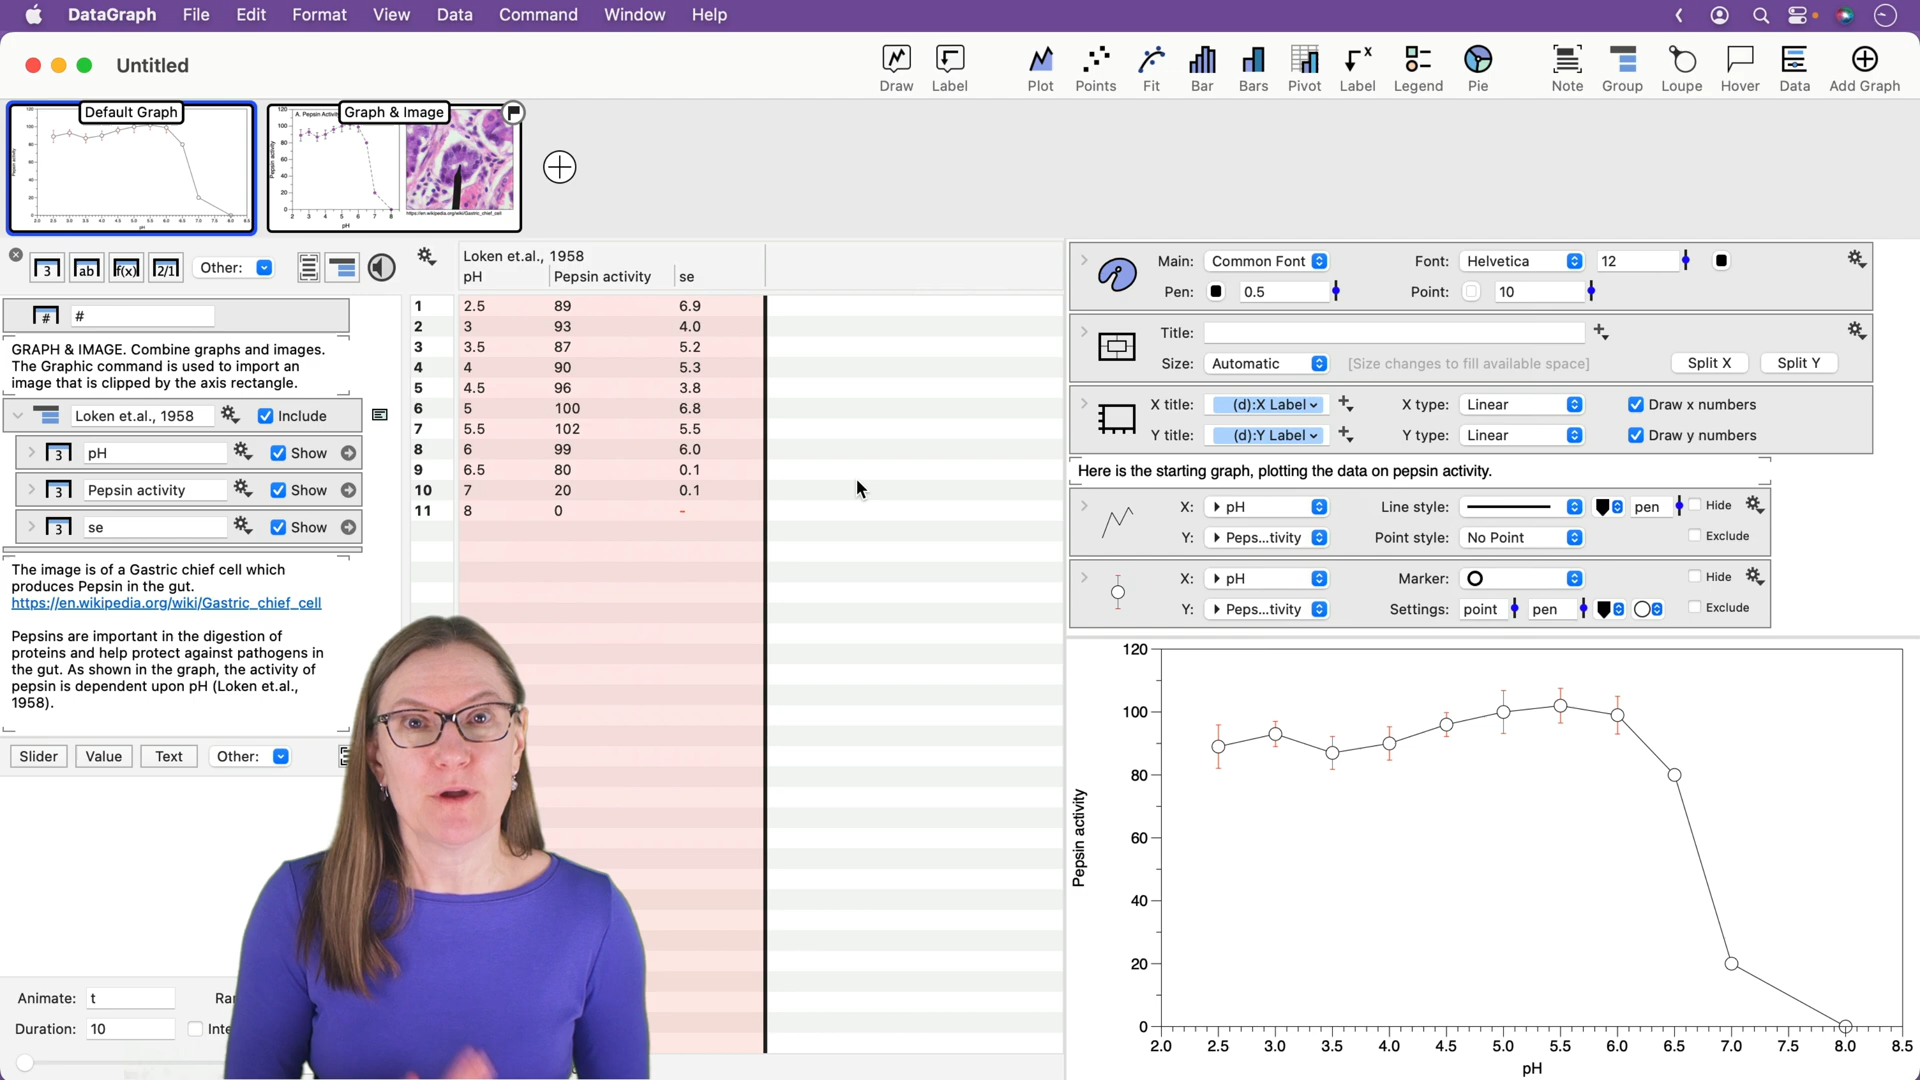 DataGraph File Edit Format View Data Command Window Help
Untitled
Draw Label Plot Points Fit Bar Bars Pivot Label Legend Pie Note Group Loupe Hover Data Add Graph
Default Graph
Graph & Image
3 ab f(x) 2/1 Other:
# #
GRAPH & IMAGE. Combine graphs and images.
The Graphic command is used to import an
image that is clipped by the axis rectangle.
Loken et.al., 1958 Include
3 pH Show
3 Pepsin activity Show
3 se Show
The image is of a Gastric chief cell which
produces Pepsin in the gut.
https://en.wikipedia.org/wiki/Gastric_chief_cell
Pepsins are important in the digestion of
proteins and help protect against pathogens in
the gut. As shown in the graph, the activity of
pepsin is dependent upon pH (Loken et.al.,
1958).
Slider Value Text Other:
Animate: t
Duration: 10
Loken et.al., 1958
pH Pepsin activity se
1 2.5 89 6.9
2 3 93 4.0
3 3.5 87 5.2
4 4 90 5.3
5 4.5 96 3.8
6 5 100 6.8
7 5.5 102 5.5
8 6 99 6.0
9 6.5 80 0.1
10 7 20 0.1
11 8 0 -
Main: Common Font Font: Helvetica 12
Pen: 0.5 Point: 10
Title:
Size: Automatic [Size changes to fill available space] Split X Split Y
X title: (d):X Label X type: Linear Draw x numbers
Y title: (d):Y Label Y type: Linear Draw y numbers
Here is the starting graph, plotting the data on pepsin activity.
X: pH Line style: pen Hide
Y: Peps...tivity Point style: No Point Exclude
X: pH Marker: Hide
Y: Peps...tivity Settings: point pen Exclude
120
100
80
60
40
20
0
Pepsin activity
2.0 2.5 3.0 3.5 4.0 4.5 5.0 5.5 6.0 6.5 7.0 7.5 8.0 8.5
pH